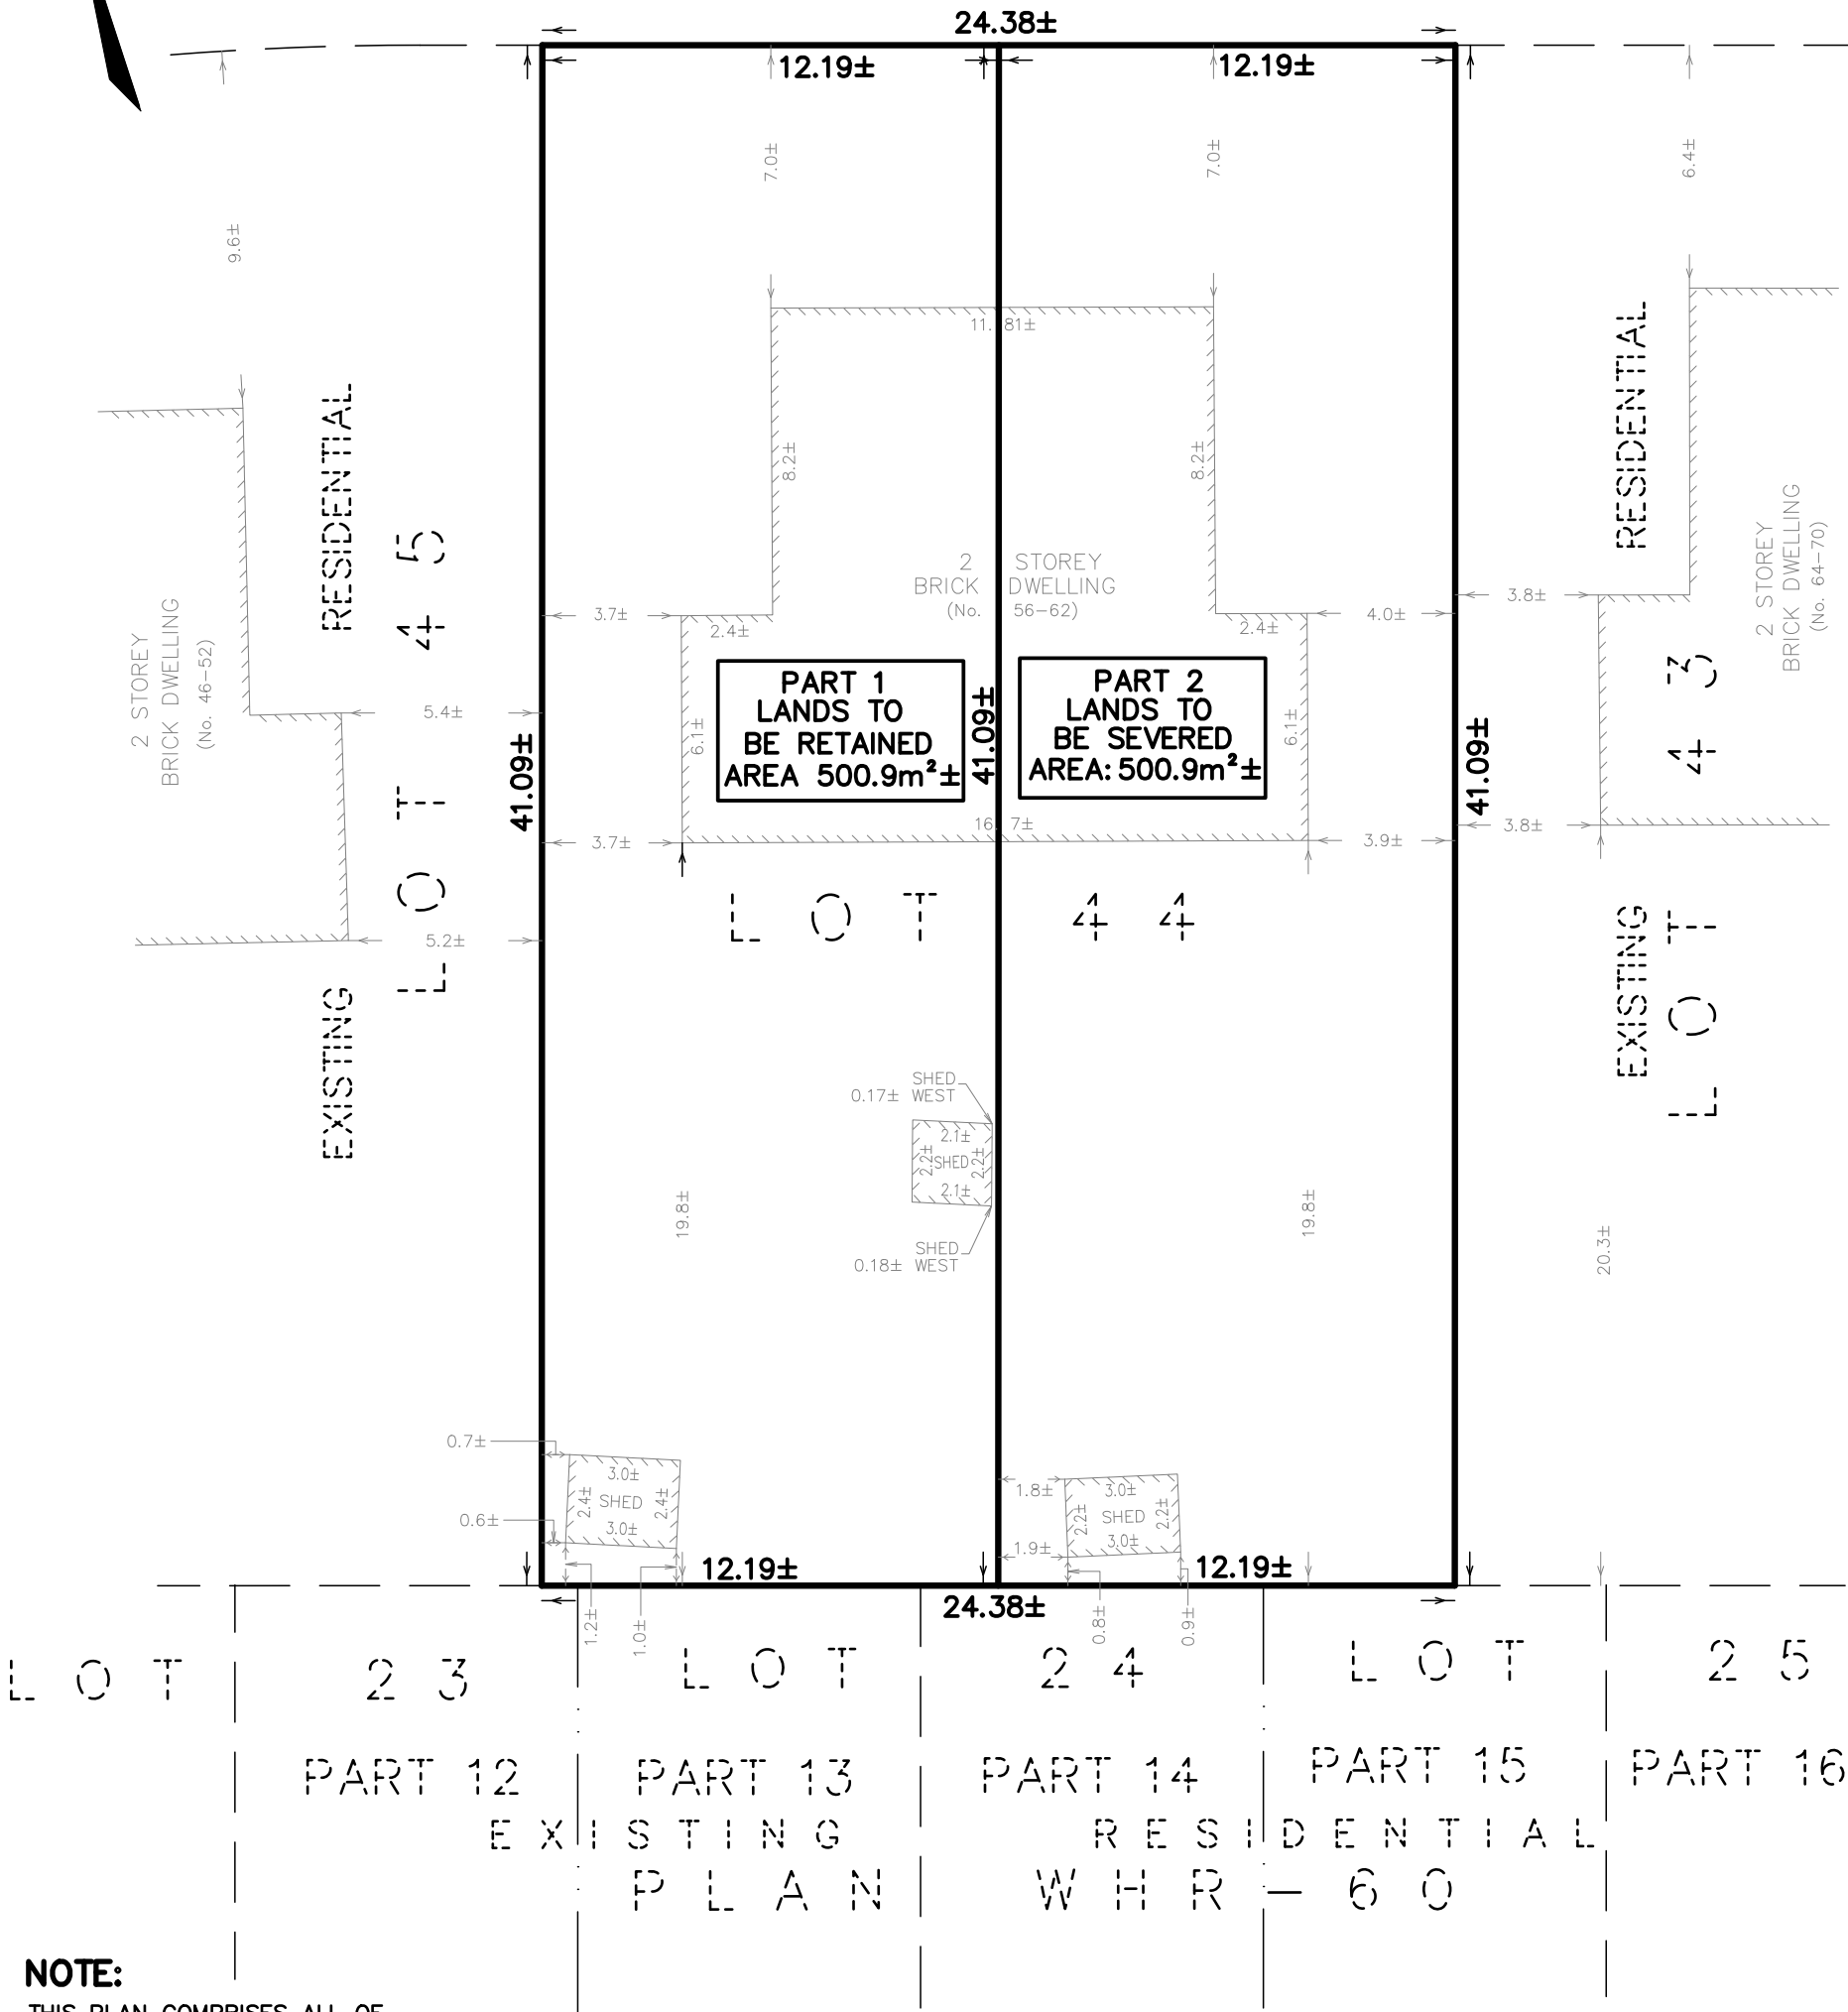 24.38±
12.19±
12.19±
7.0±
7.0±
6.4±
9.6±
11. 81±
8.2±
8.2±
RESIDENTIAL
RESIDENTIAL
2 STOREY
BRICK DWELLING
(No. 56-62)
3.7±
2.4±
2.4±
4.0±
3.8±
2 STOREY
BRICK DWELLING
(No. 46-52)
2 STOREY
BRICK DWELLING
(No. 64-70)
LOT 45
LOT 43
5.4±
41.09±
6.1±
PART 1
LANDS TO
BE RETAINED
AREA 500.9m²±
41.09±
PART 2
LANDS TO
BE SEVERED
AREA: 500.9m²±
6.1±
41.09±
3.7±
16. 7±
3.9±
3.8±
LOT 44
5.2±
EXISTING
EXISTING
SHED
0.17± WEST
2.1±
2.2±
SHED
2.2±
2.1±
SHED
0.18± WEST
19.8±
19.8±
20.3±
0.7±
3.0±
2.4±
SHED
2.4±
3.0±
0.6±
1.8±
3.0±
2.2±
SHED
2.2±
3.0±
1.9±
12.19±
12.19±
24.38±
1.2±
1.0±
0.8±
0.9±
LOT 23
LOT 24
LOT 25
PART 12
PART 13
PART 14
PART 15
PART 16
EXISTING RESIDENTIAL
PLAN WHR-60
NOTE:
THIS PLAN COMPRISES ALL OF